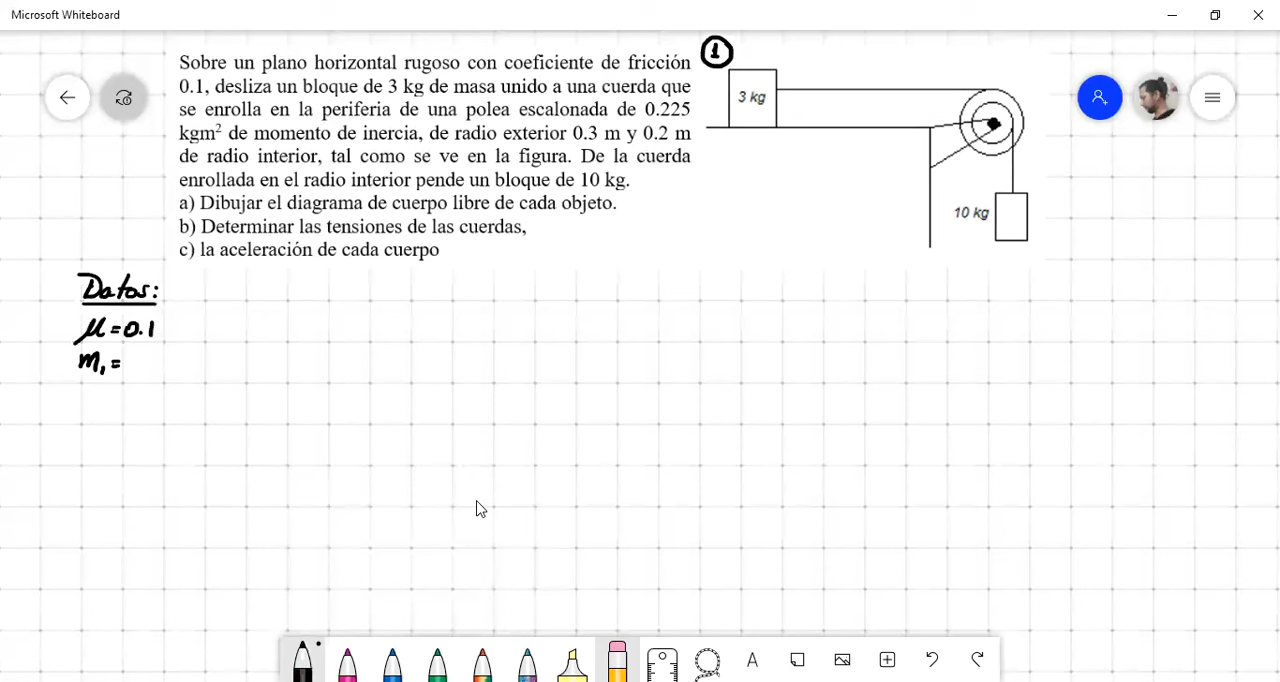 Microsoft Whiteboard
Sobre un plano horizontal rugoso con coeficiente de fricción
0.1, desliza un bloque de 3 kg de masa unido a una cuerda que
se enrolla en la periferia de una polea escalonada de 0.225
kgm² de momento de inercia, de radio exterior 0.3 m y 0.2 m
de radio interior, tal como se ve en la figura. De la cuerda
enrollada en el radio interior pende un bloque de 10 kg.
a) Dibujar el diagrama de cuerpo libre de cada objeto.
b) Determinar las tensiones de las cuerdas,
c) la aceleración de cada cuerpo
1
3 kg
10 kg
Datos:
μ = 0.1
m₁ =
A